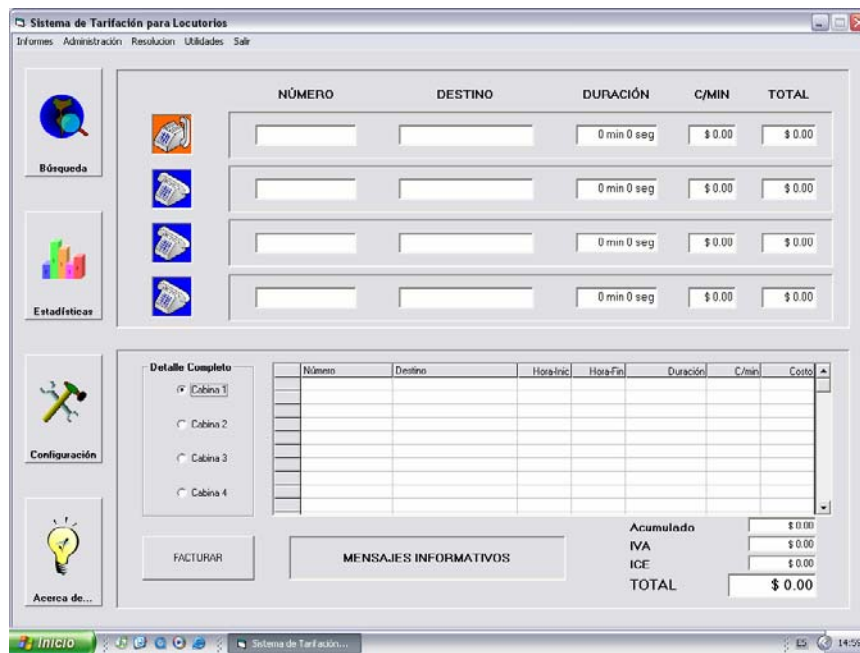 Sistema de Tarifación para Locutorios
Informes Administración Resolucion Utilidades Salir
NÚMERO DESTINO DURACIÓN C/MIN TOTAL
0 min 0 seg $ 0.00 $ 0.00
Búsqueda
0 min 0 seg $ 0.00 $ 0.00
0 min 0 seg $ 0.00 $ 0.00
0 min 0 seg $ 0.00 $ 0.00
Estadísticas
Detalle Completo
Número Destino Hora-Inic Hora-Fin Duración C/min Costo
Cabina 1
Cabina 2
Configuración
Cabina 3
Cabina 4
Acumulado $ 0.00
IVA $ 0.00
FACTURAR
MENSAJES INFORMATIVOS
ICE $ 0.00
TOTAL $ 0.00
Acerca de...
Inicio
Sistema de Tarifación...
ES 14:59